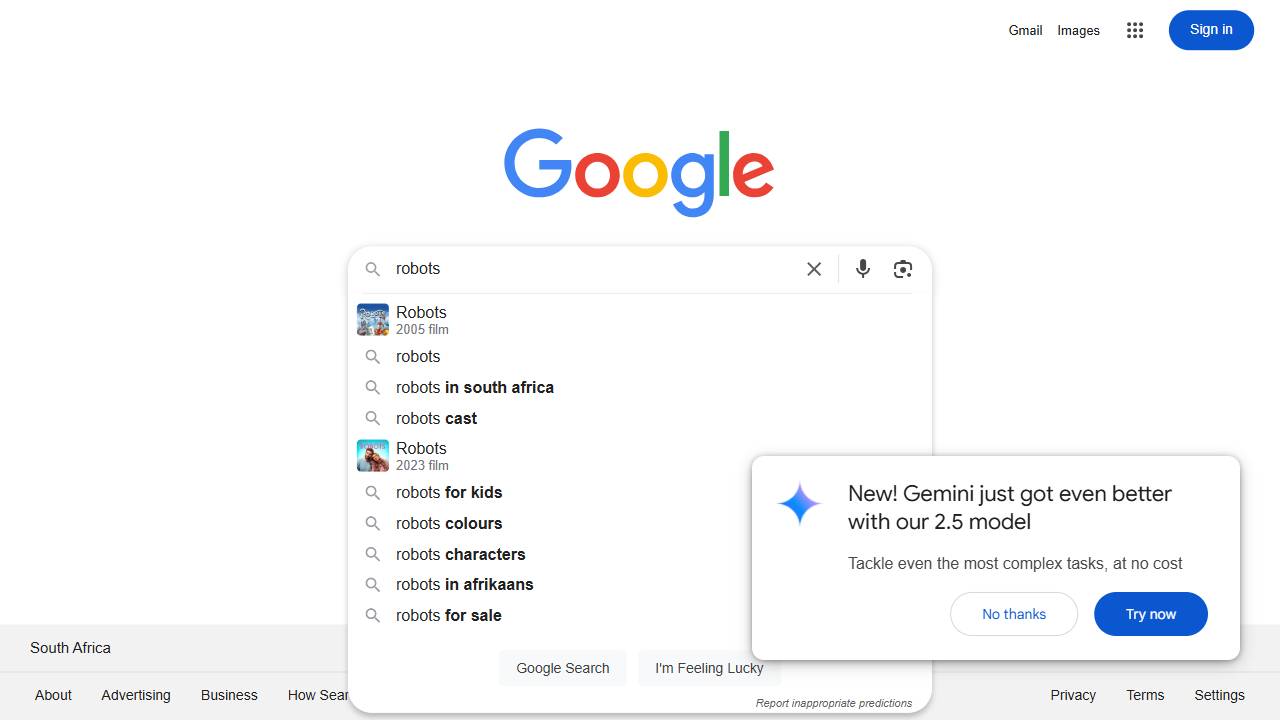 Gmail Images Sign in
Google
robots
Robots
2005 film
robots
robots in south africa
robots cast
Robots
2023 film
robots for kids
robots colours
robots characters
robots in afrikaans
robots for sale
New! Gemini just got even better
with our 2.5 model
Tackle even the most complex tasks, at no cost
No thanks Try now
South Africa
Google Search I'm Feeling Lucky
About Advertising Business How Sear
Privacy Terms Settings
Report inappropriate predictions